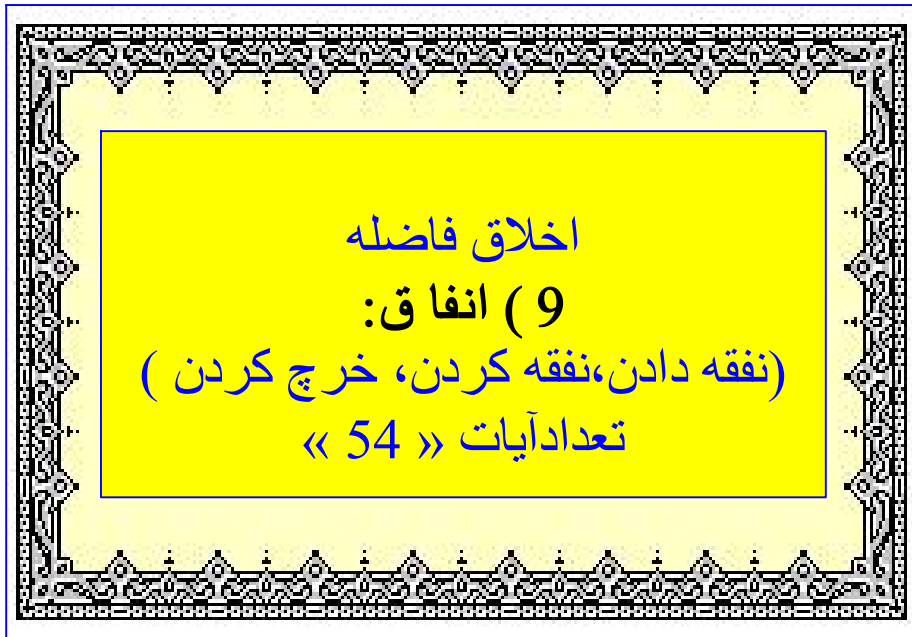 اخلاق فاضله
9 ) انفا ق:
(نفقه دادن،نفقه کردن، خرچ کردن )
تعدادآیات « 54 »